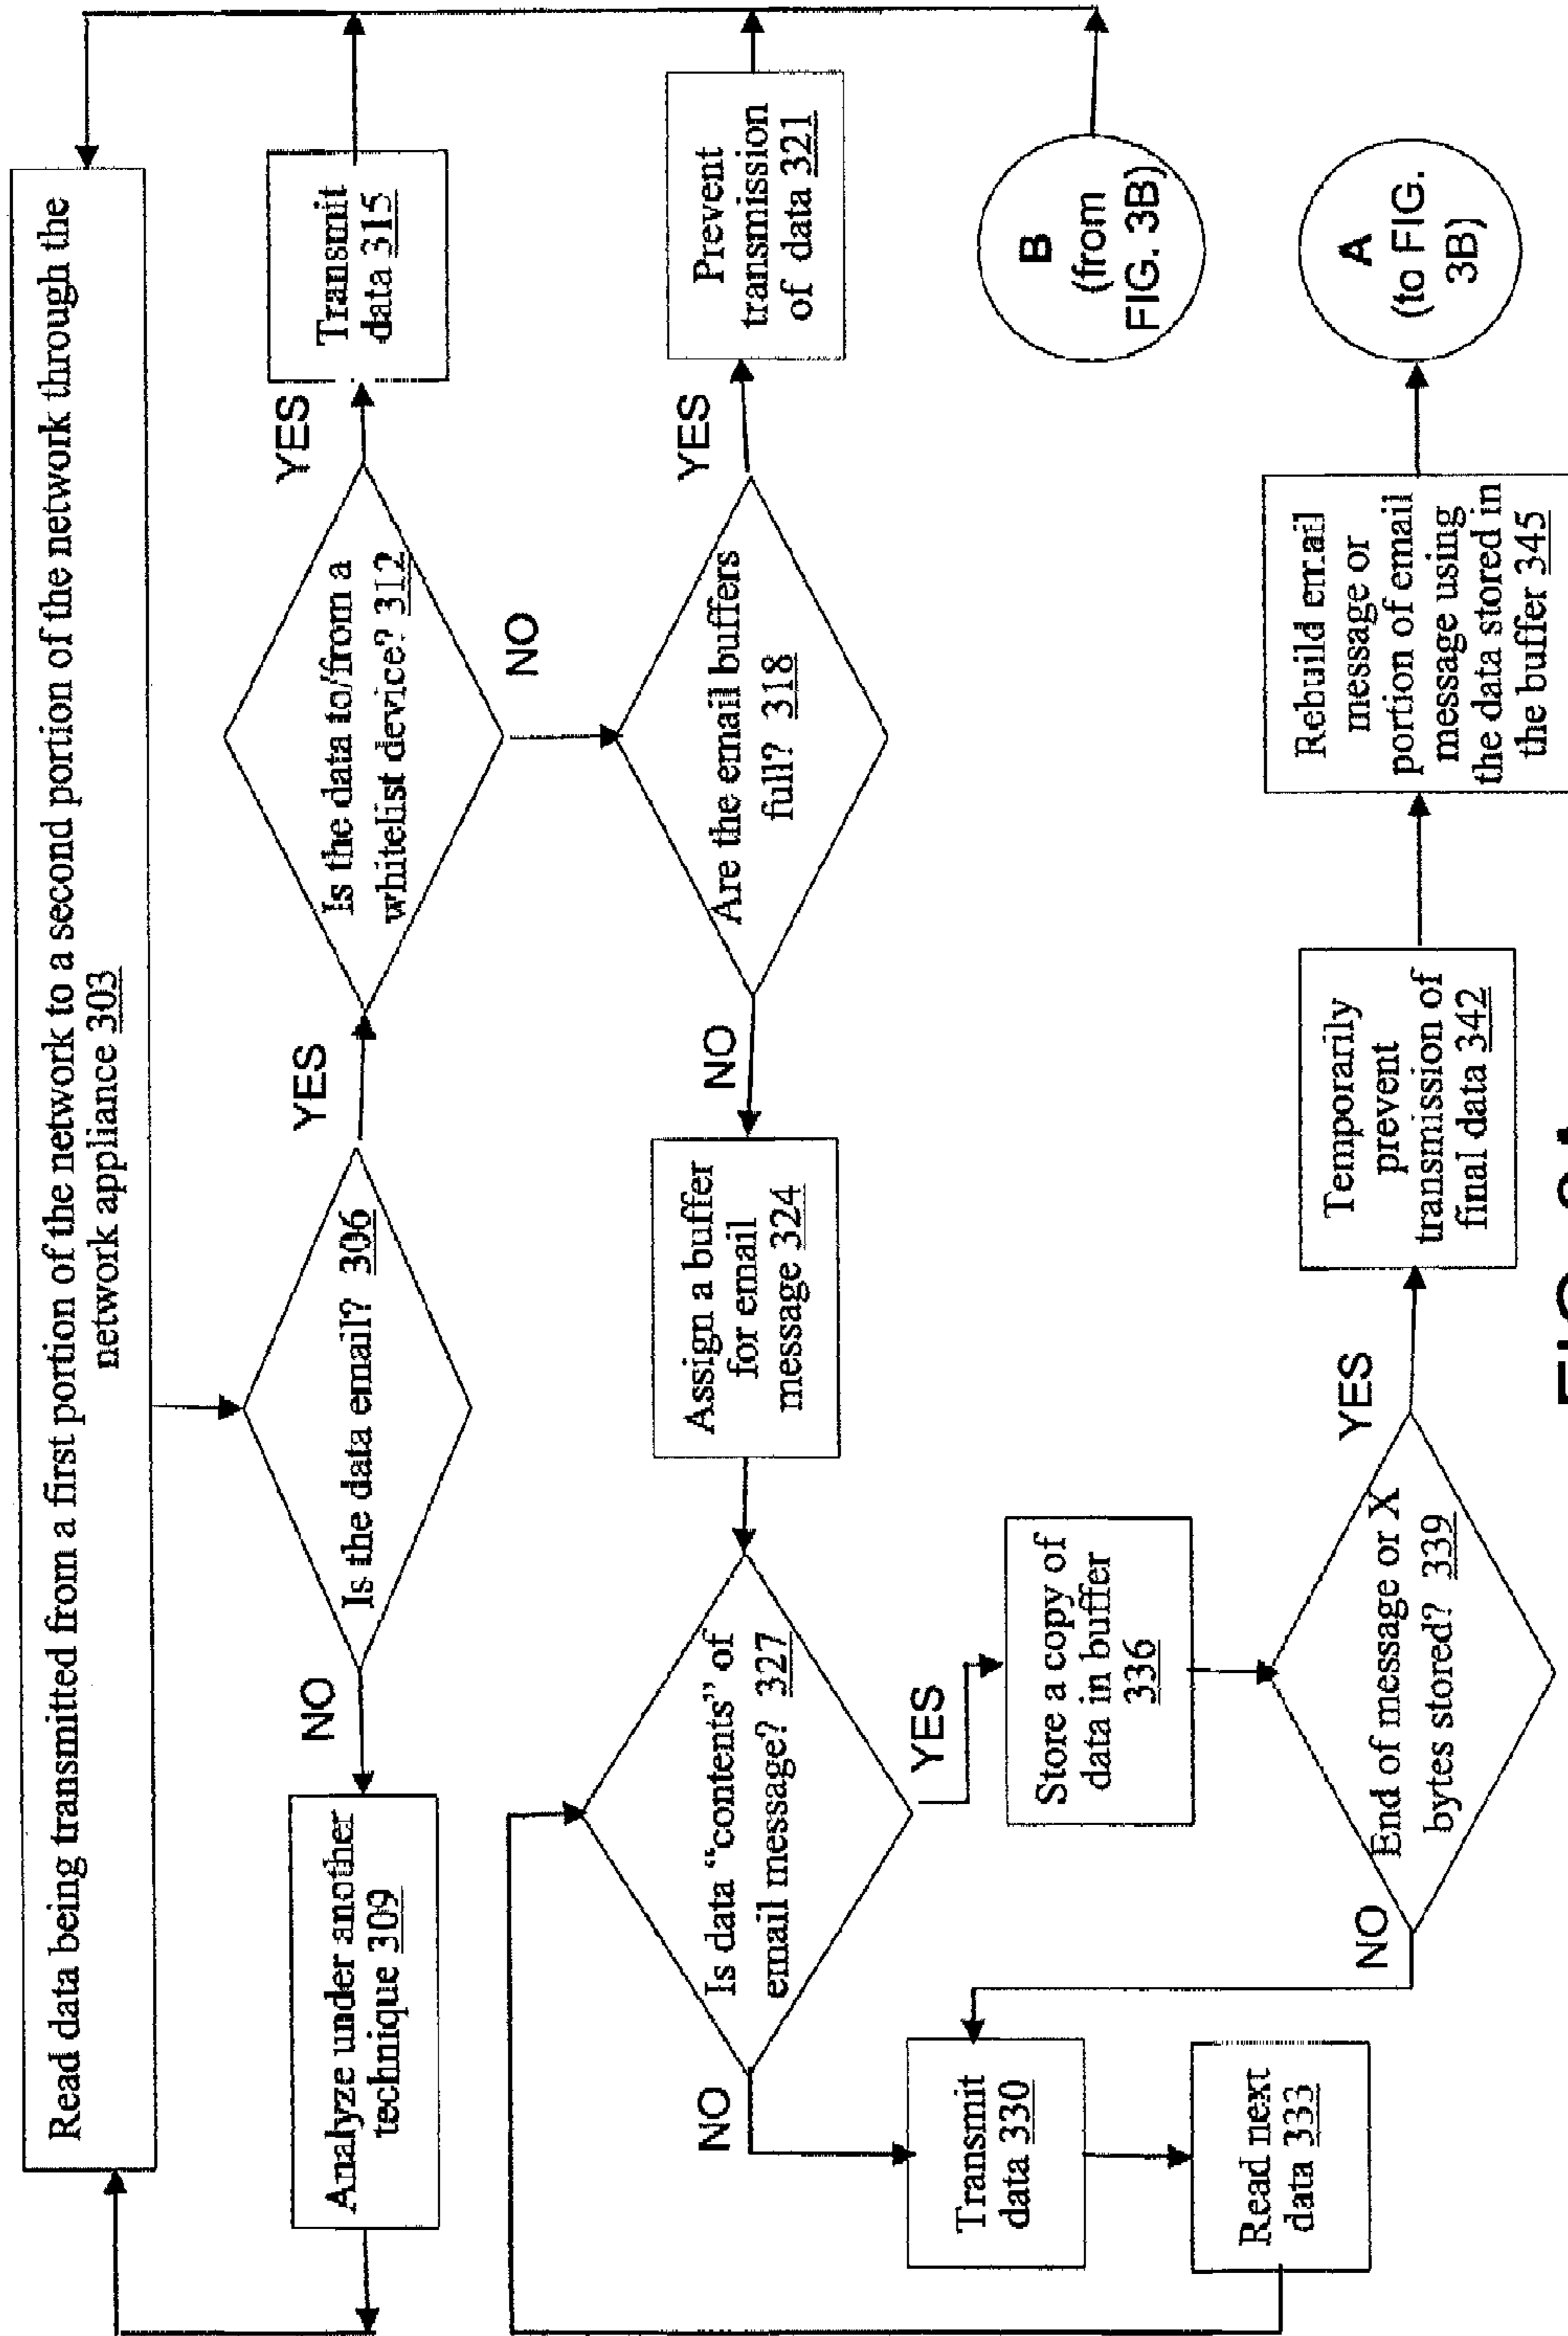 Read data being transmitted from a first portion of the network to a second portion of the network through the
network appliance 303
Is the data email? 306
NO
YES
Analyze under another
technique 309
Is the data to/from a
whitelist device? 312
YES
NO
Transmit
data 315
Are the email buffers
full? 318
YES
NO
Prevent
transmission
of data 321
Assign a buffer
for email
message 324
Is data “contents” of
email message? 327
NO
YES
Transmit
data 330
Read next
data 333
Store a copy of
data in buffer
336
End of message or X
bytes stored? 339
NO
YES
Temporarily
prevent
transmission of
final data 342
Rebuild email
message or
portion of email
message using
the data stored in
the buffer 345
B
(from
FIG. 3B)
A
(to FIG.
3B)